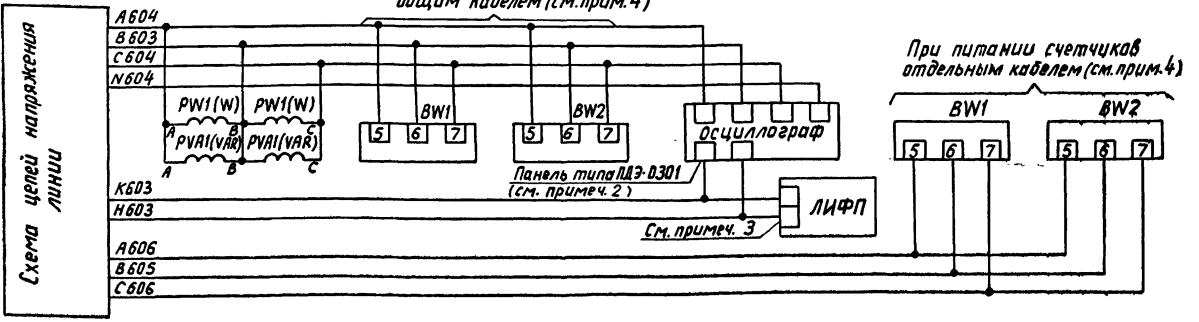 общим кабелем (см.прим.4)
Схема цепей напряжения
линии
A604
B603
C604
N604
PW1(W) PW1(W)
A B C
PVA1(VAR) PVA1(VAR)
A B C
BW1
5 6 7
BW2
5 6 7
осциллограф
Панель типа ПДЭ-0301
(см. примеч. 2)
При питании счетчиков
отдельным кабелем (см.прим.4)
BW1
5 6 7
BW2
5 6 7
K603
H603
ЛИФП
См. примеч. 3
A606
B605
C606